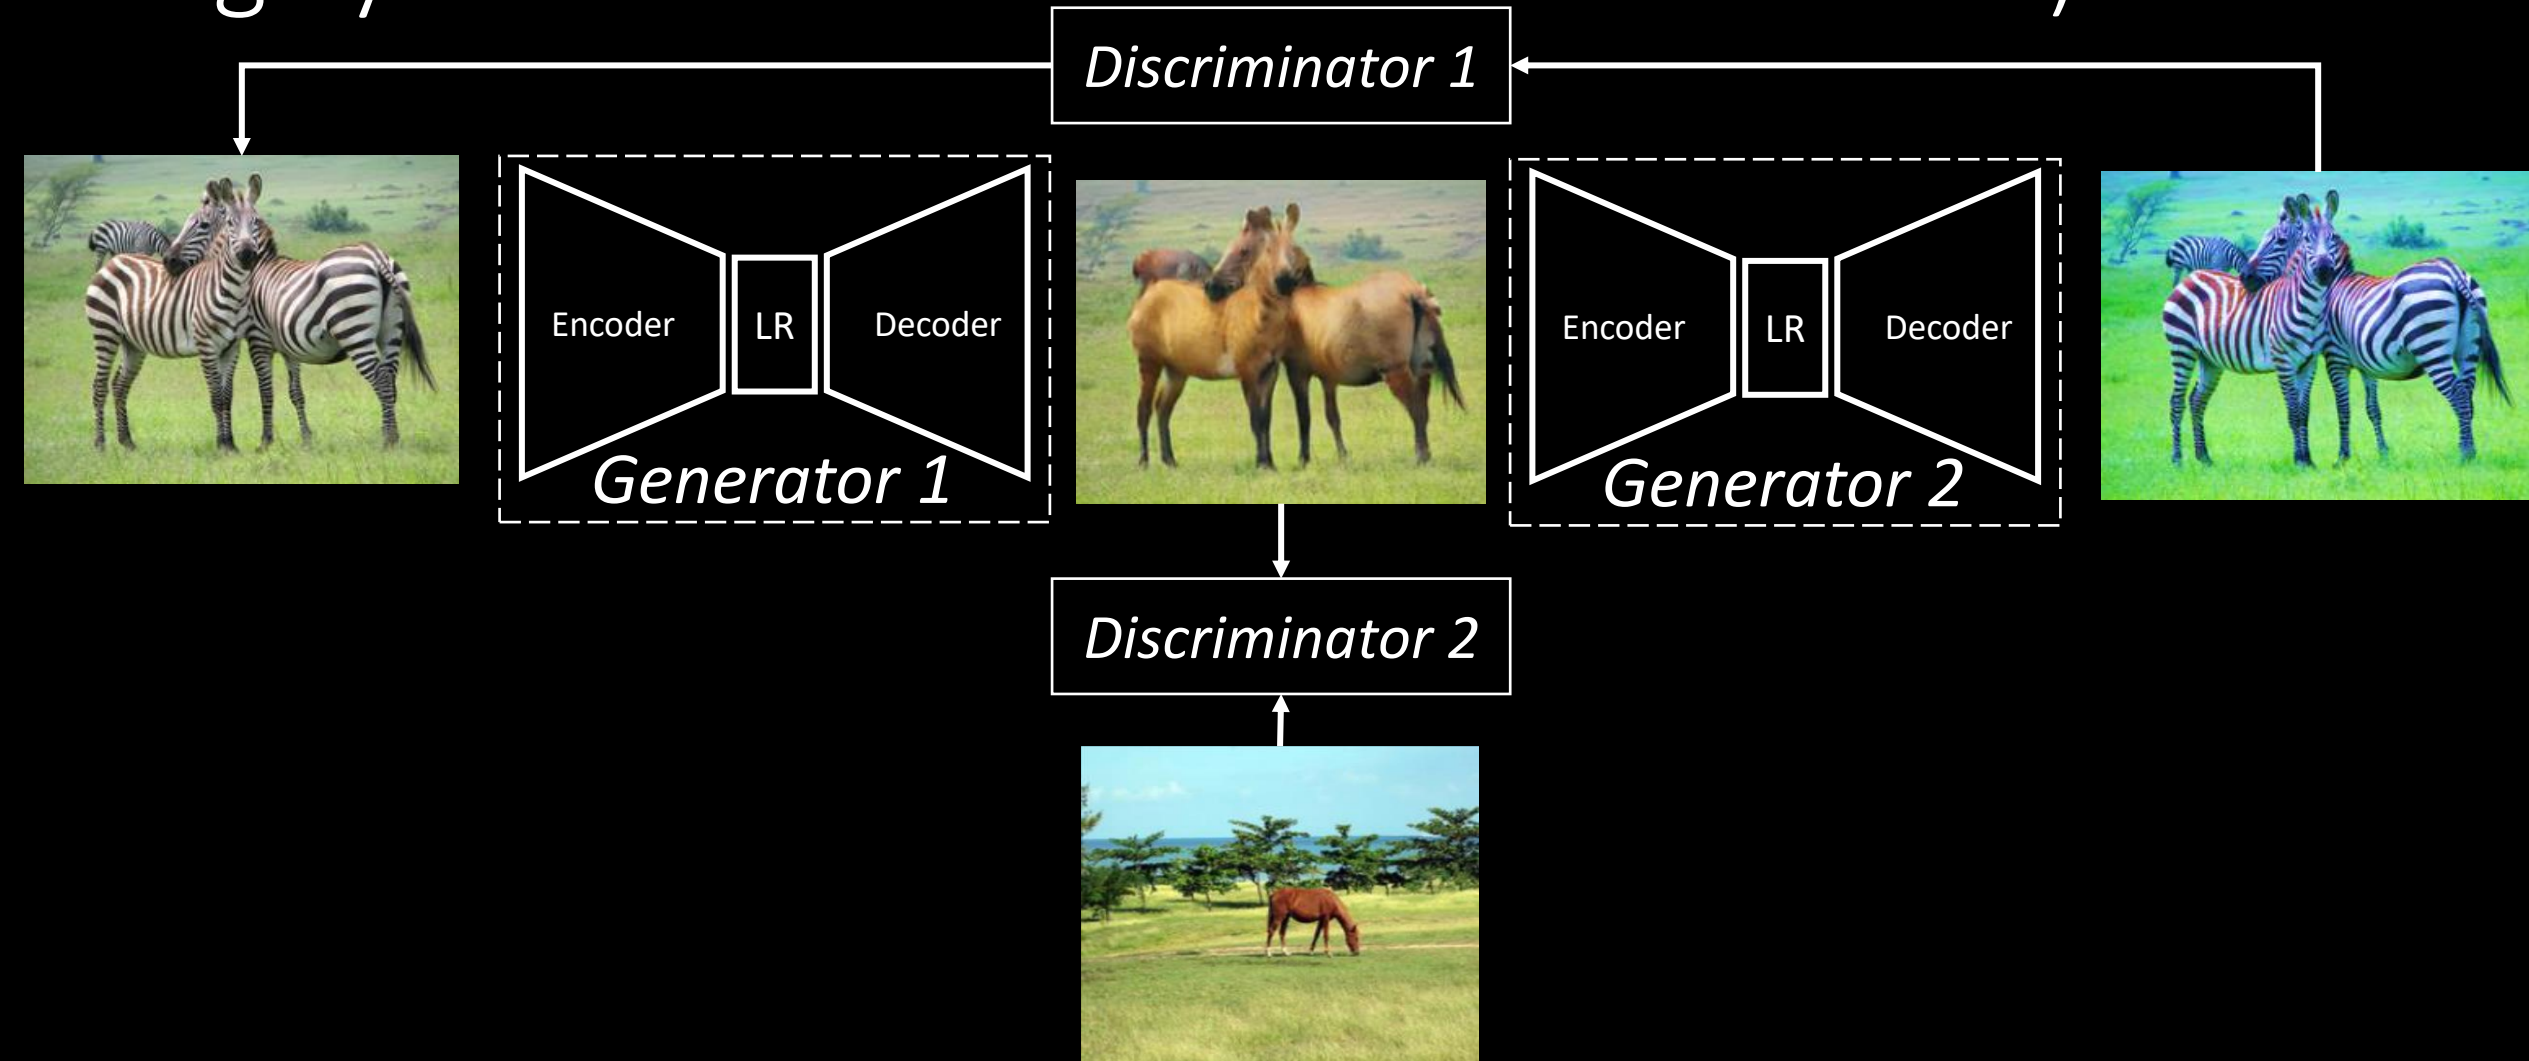 Discriminator 1
Encoder
LR
Decoder
Generator 1
Encoder
LR
Decoder
Generator 2
Discriminator 2